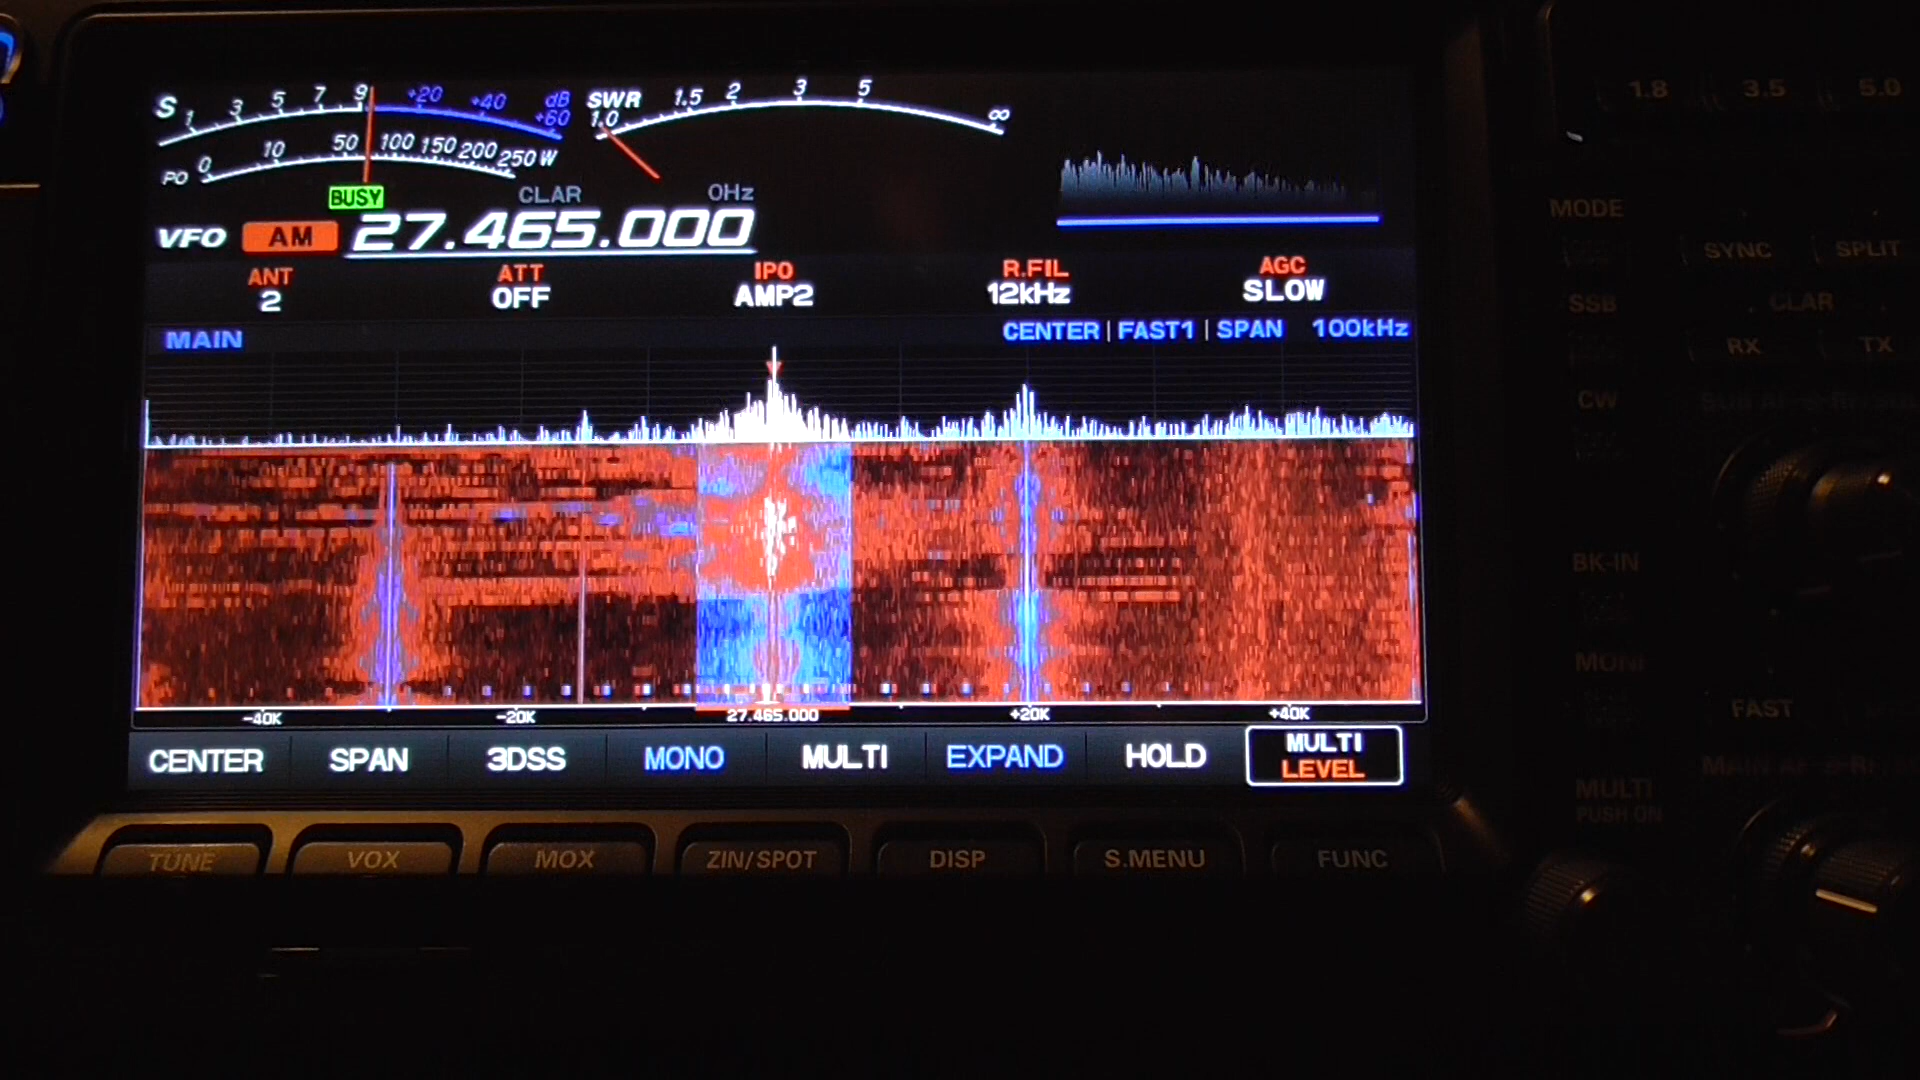 S 1 3 5 7 9 +20 +40 dB +60
PO 0 10 50 100 150 200 250 W
SWR 1.0 1.5 2 3 5 ∞
BUSY CLAR 0Hz
VFO AM 27.465.000
ANT ATT IPO R.FIL AGC
2 OFF AMP2 12kHz SLOW
MAIN CENTER | FAST1 | SPAN 100kHz
-40K -20K 27.465.000 +20K +40K
CENTER SPAN 3DSS MONO MULTI EXPAND HOLD MULTI
LEVEL
TUNE VOX MOX ZIN/SPOT DISP S.MENU FUNC
1.8 3.5 5.0
MODE
SYNC SPLIT
SSB CLAR
RX TX
CW
BK-IN
MONI
FAST
MULTI
PUSH ON